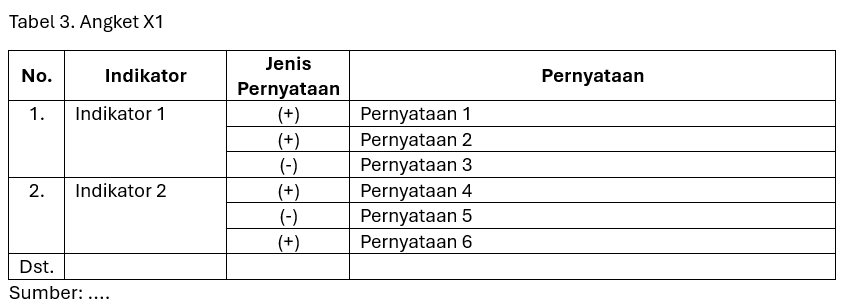 Tabel 3. Angket X1
No. Indikator Jenis Pernyataan Pernyataan
1. Indikator 1 (+) Pernyataan 1
(+) Pernyataan 2
(-) Pernyataan 3
2. Indikator 2 (+) Pernyataan 4
(-) Pernyataan 5
(+) Pernyataan 6
Dst.
Sumber: ....